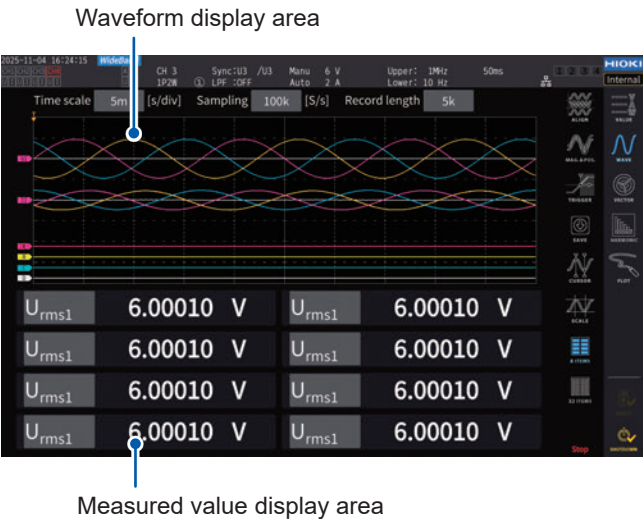 Waveform display area
2025-11-04 16:24:15 WideBand
CH 3 Sync:U3 /U3 Manu 6 V Upper: 1MHz 50ms
1P2W ① LPF :OFF Auto 2 A Lower: 10 Hz
HIOKI
Internal
Time scale 5m [s/div] Sampling 100k [S/s] Record length 5k
ALIGN
VALUE
MAG.&POS.
WAVE
TRIGGER
VECTOR
SAVE
HARMONIC
CURSOR
PLOT
SCALE
Urms1 6.00010 V Urms1 6.00010 V
Urms1 6.00010 V Urms1 6.00010 V
8 ITEMS
Urms1 6.00010 V Urms1 6.00010 V
32 ITEMS
Urms1 6.00010 V Urms1 6.00010 V
Stop
SHUTDOWN
Measured value display area